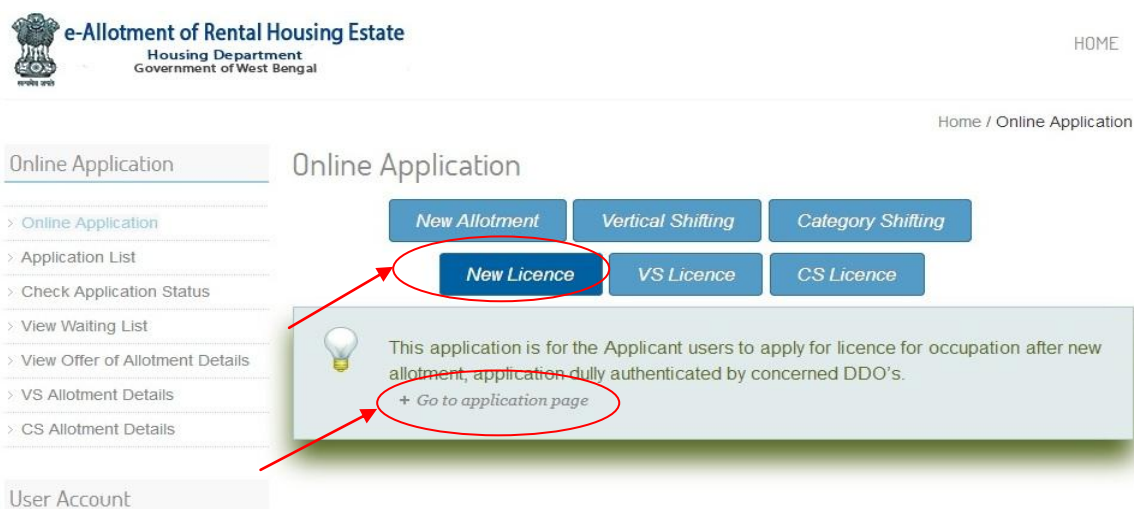 e-Allotment of Rental Housing Estate
Housing Department
Government of West Bengal
सत्यमेव जयते
HOME
Home / Online Application
Online Application
> Online Application
> Application List
> Check Application Status
> View Waiting List
> View Offer of Allotment Details
> VS Allotment Details
> CS Allotment Details
User Account
Online Application
New Allotment Vertical Shifting Category Shifting
New Licence VS Licence CS Licence
This application is for the Applicant users to apply for licence for occupation after new
allotment, application dully authenticated by concerned DDO's.
+ Go to application page